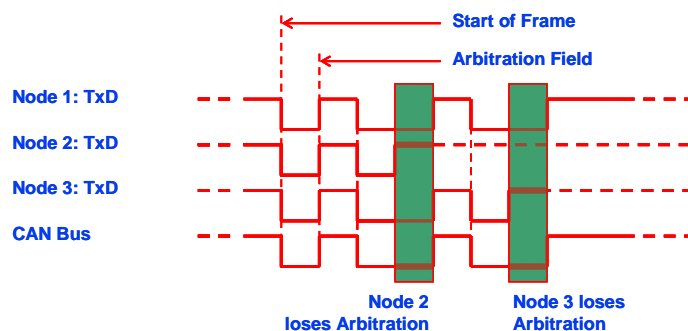 Start of Frame
Arbitration Field
Node 1: TxD
Node 2: TxD
Node 3: TxD
CAN Bus
Node 2
loses Arbitration
Node 3 loses
Arbitration